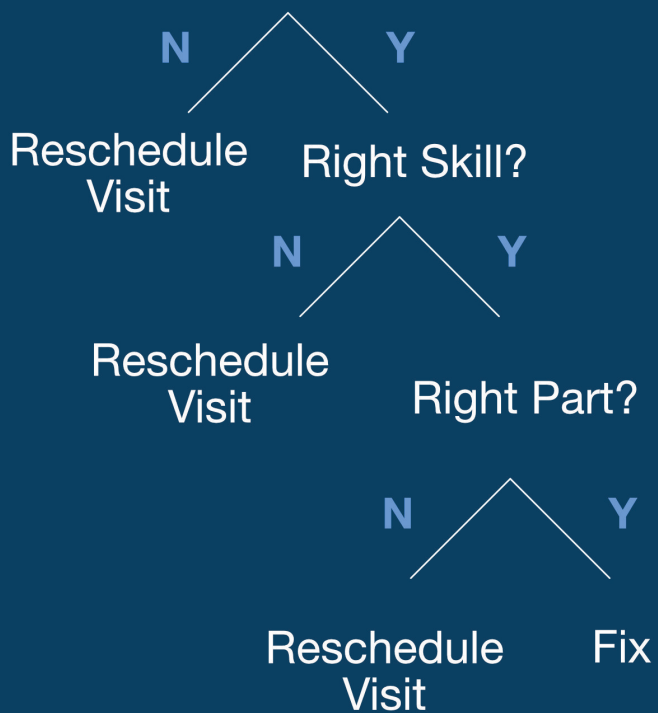 N Y
Reschedule
Visit
Right Skill?
N Y
Reschedule
Visit
Right Part?
N Y
Reschedule
Visit
Fix